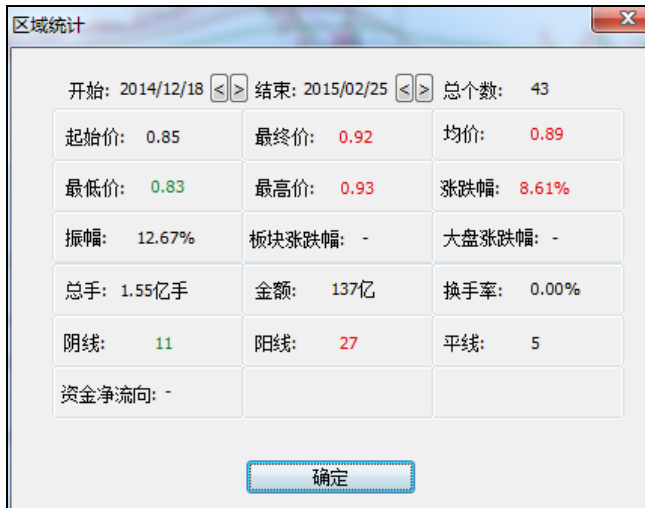 区域统计
开始: 2014/12/18 < > 结束: 2015/02/25 < > 总个数: 43
起始价: 0.85 最终价: 0.92 均价: 0.89
最低价: 0.83 最高价: 0.93 涨跌幅: 8.61%
振幅: 12.67% 板块涨跌幅: - 大盘涨跌幅: -
总手: 1.55亿手 金额: 137亿 换手率: 0.00%
阴线: 11 阳线: 27 平线: 5
资金净流向: -
确定